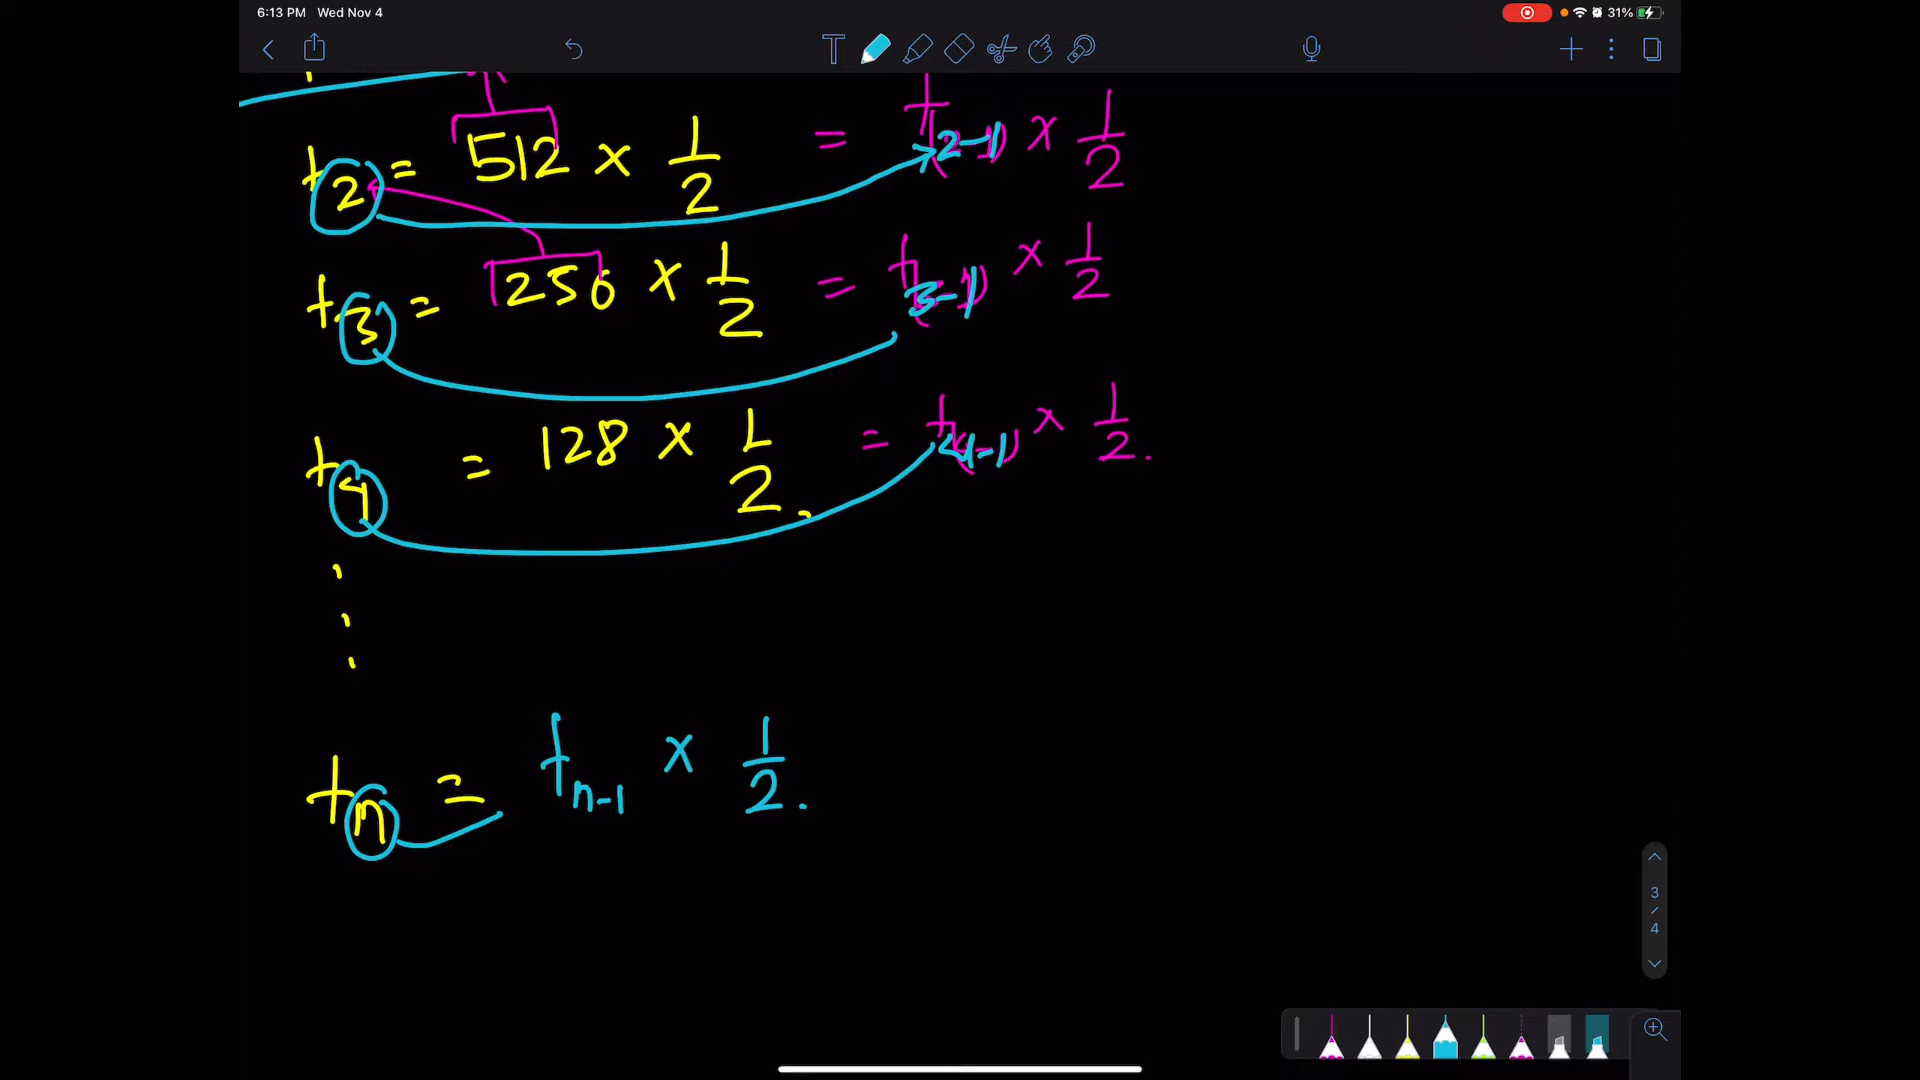 6:13 PM Wed Nov 4 31%
T
t2 = 512 × 1/2 = t(2-1) × 1/2
t3 = 256 × 1/2 = t(3-1) × 1/2
t4 = 128 × 1/2. = t(4-1) × 1/2.
.
.
.
tn = tn-1 × 1/2.
3
/
4